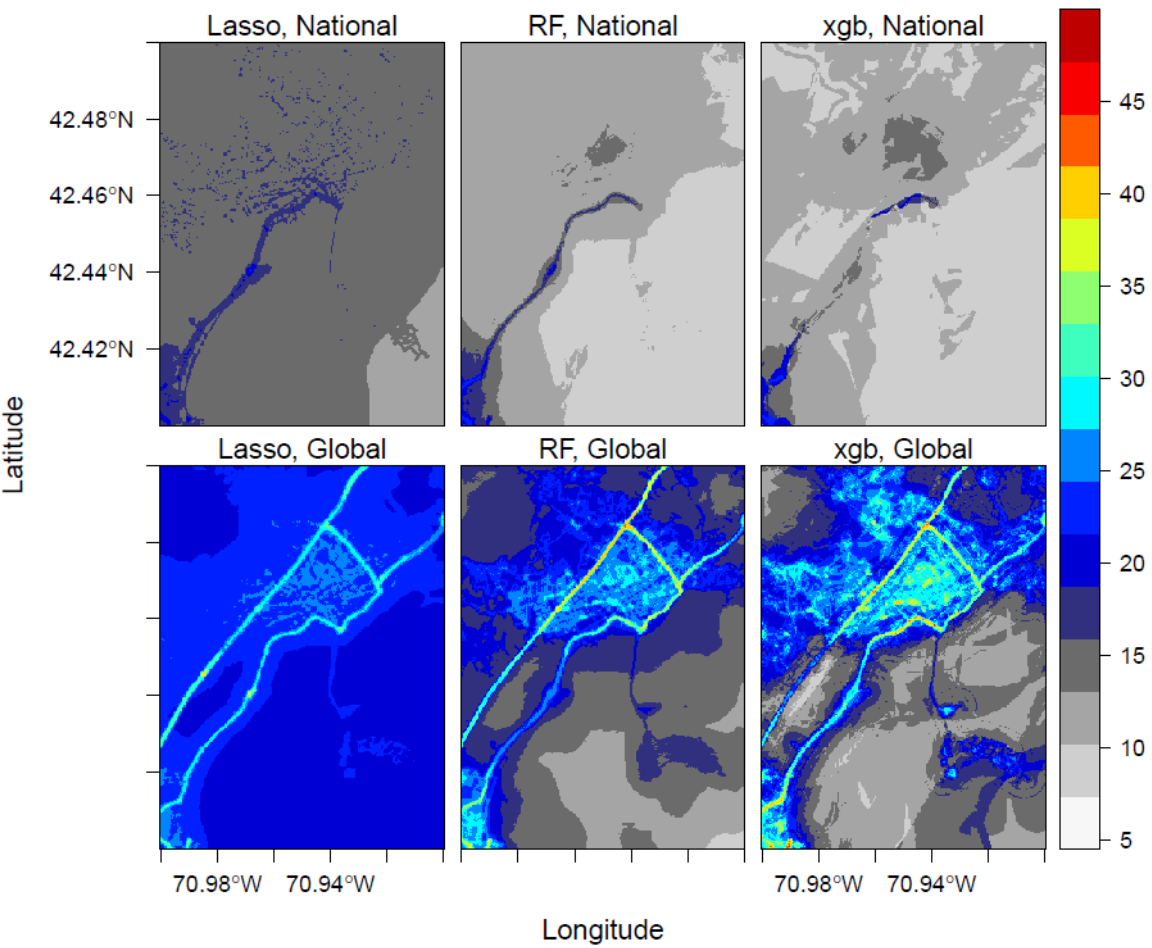 Lasso, National
RF, National
xgb, National
45
40
35
30
25
20
15
10
5
42.48°N
42.46°N
42.44°N
42.42°N
Latitude
Lasso, Global
RF, Global
xgb, Global
70.98°W
70.94°W
70.98°W
70.94°W
Longitude